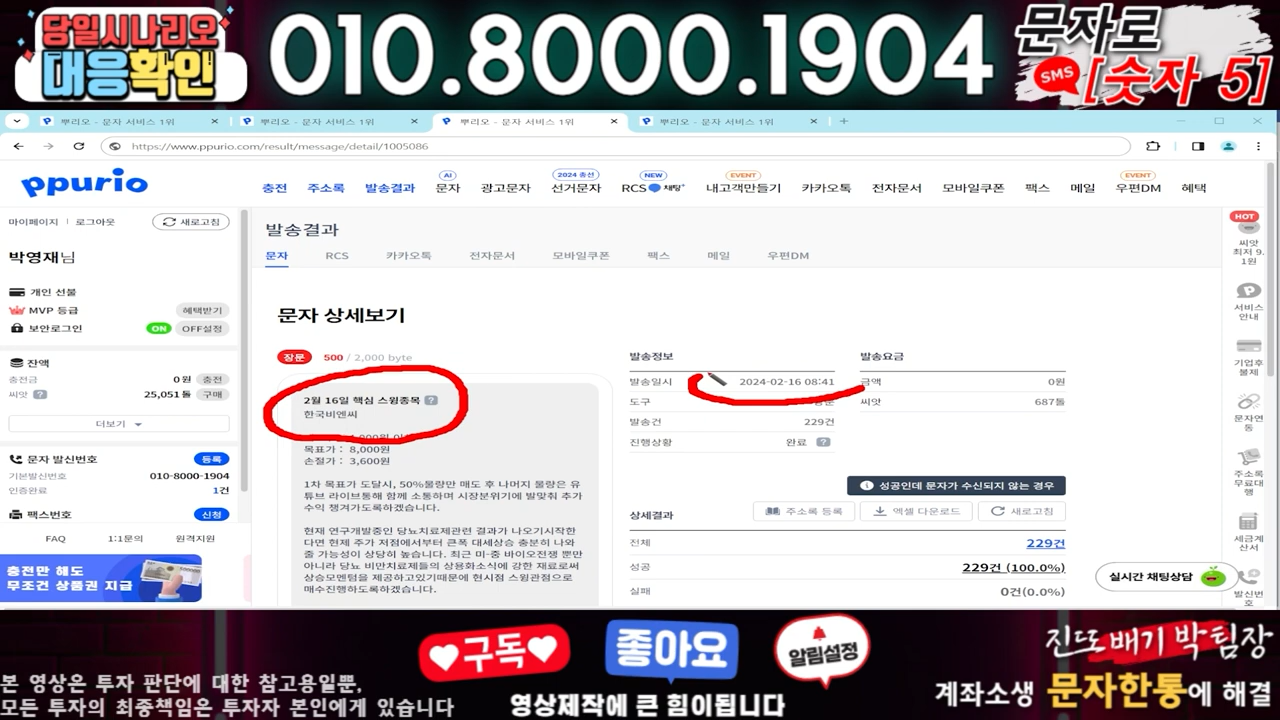 당일시나리오
대응확인
010.8000.1904
문자로
SMS
[숫자 5]
뿌리오 - 문자 서비스 1위
뿌리오 - 문자 서비스 1위
뿌리오 - 문자 서비스 1위
뿌리오 - 문자 서비스 1위
https://www.ppurio.com/result/message/detail/1005086
ppurio
충전
주소록
발송결과
AI
문자
광고문자
2024 총선
선거문자
NEW
RCS 채팅+
EVENT
내고객만들기
카카오톡
전자문서
모바일쿠폰
팩스
메일
EVENT
우편DM
혜택
마이페이지 | 로그아웃
새로고침
박영재님
개인 선불
MVP 등급
혜택받기
보안로그인
ON
OFF설정
잔액
충전금
0원
충전
씨앗 ?
25,051톨
구매
더보기
문자 발신번호
등록
기본발신번호
010-8000-1904
인증완료
1건
팩스번호
신청
FAQ
1:1문의
원격지원
충전만 해도
무조건 상품권 지급
발송결과
문자
RCS
카카오톡
전자문서
모바일쿠폰
팩스
메일
우편DM
문자 상세보기
장문
500 / 2,000 byte
2월 16일 핵심 스윙종목 ?
한국비엔씨
목표가 : 8,000원
손절가 : 3,600원
1차 목표가 도달시, 50%물량만 매도 후 나머지 물량은 유
튜브 라이브통해 함께 소통하며 시장분위기에 발맞춰 추가
수익 챙겨가도록하겠습니다.
현재 연구개발중인 당뇨치료제관련 결과가 나오기시작한
다면 현재 주가 저점에서부터 큰폭 대세상승 충분히 나와
줄 가능성이 상당히 높습니다. 최근 미-중 바이오전쟁 뿐만
아니라 당뇨 비만치료제들의 상용화소식에 강한 재료로써
상승모멘텀을 제공하고있기때문에 현시점 스윙관점으로
매수진행하도록하겠습니다.
발송정보
발송일시
2024-02-16 08:41
도구
발송건
229건
진행상황
완료 ?
발송요금
금액
0원
씨앗
687톨
성공인데 문자가 수신되지 않는 경우
상세결과
주소록 등록
엑셀 다운로드
새로고침
전체
229건
성공
229건 (100.0%)
실패
0건(0.0%)
HOT
씨앗
최저 9.
1원
서비스
안내
기업후
불제
문자연
동
주소록
무료대
행
세금계
산서
발신번
호
실시간 채팅상담
구독
좋아요
알림설정
영상제작에 큰 힘이됩니다
본 영상은 투자 판단에 대한 참고용일뿐,
모든 투자의 최종책임은 투자자 본인에게 있습니다
진또배기 박팀장
계좌소생 문자한통에 해결